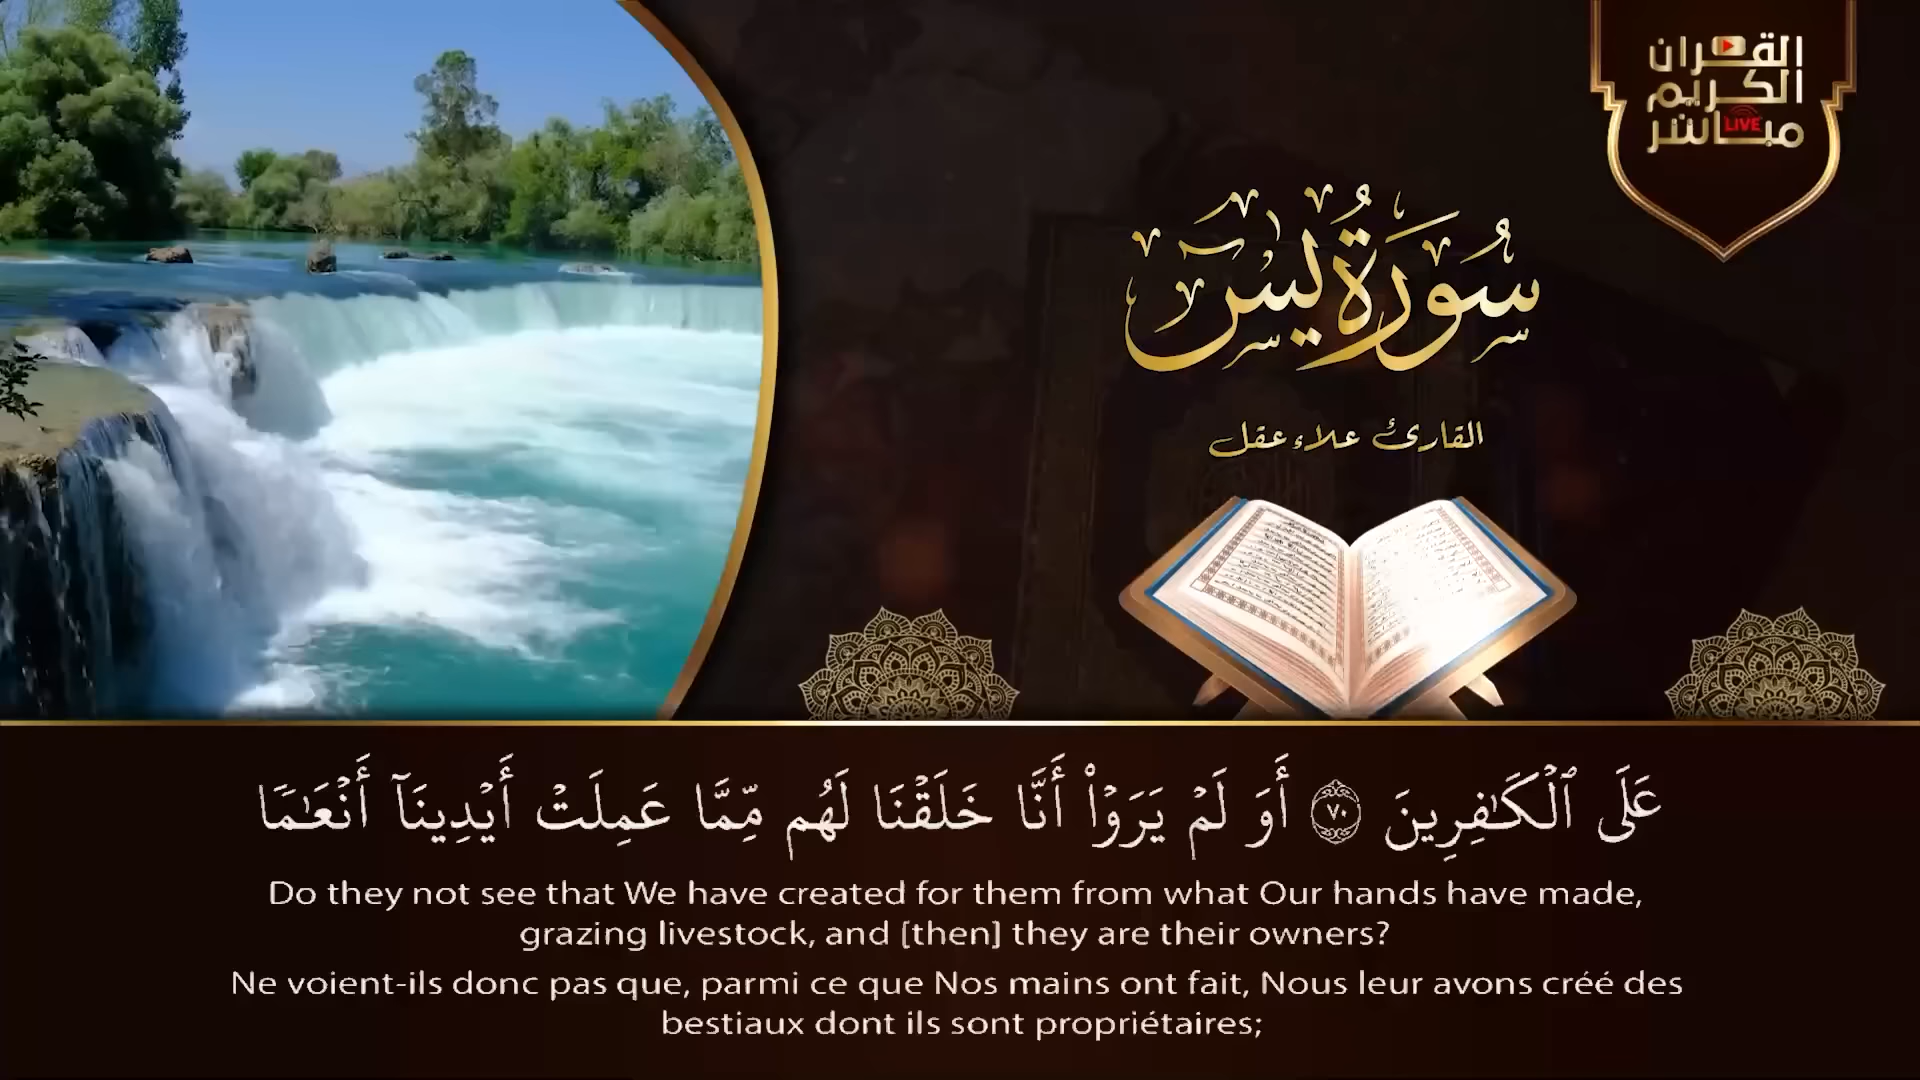 القرآن
الكريم
مباشر
LIVE
سُورَةُ يسٓ
القارئ علاء عقل
عَلَى ٱلْكَـٰفِرِينَ ٧٠ أَوَ لَمْ يَرَوْا۟ أَنَّا خَلَقْنَا لَهُم مِّمَّا عَمِلَتْ أَيْدِينَآ أَنْعَـٰمًا
Do they not see that We have created for them from what Our hands have made,
grazing livestock, and [then] they are their owners?
Ne voient-ils donc pas que, parmi ce que Nos mains ont fait, Nous leur avons créé des
bestiaux dont ils sont propriétaires;